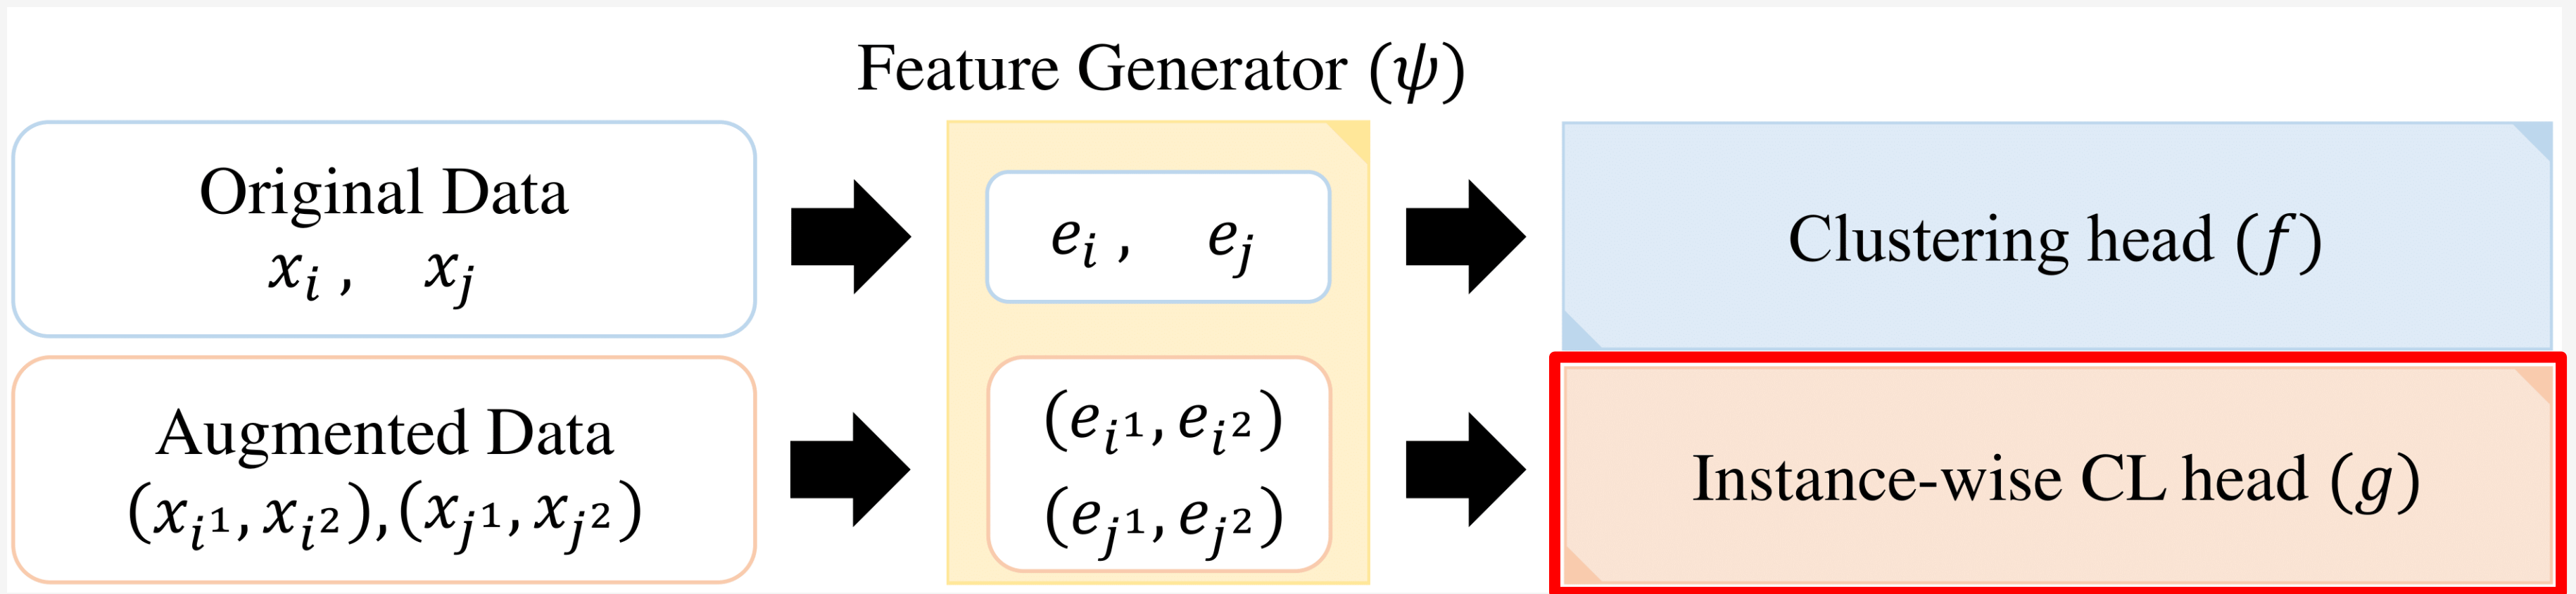 Feature Generator (ψ)
Original Data
x_i , x_j
e_i , e_j
Clustering head (f)
Augmented Data
(x_{i^1}, x_{i^2}), (x_{j^1}, x_{j^2})
(e_{i^1}, e_{i^2})
(e_{j^1}, e_{j^2})
Instance-wise CL head (g)